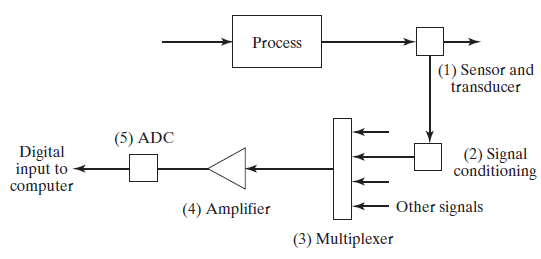 Process
(1) Sensor and
transducer
(5) ADC
Digital
input to
computer
(2) Signal
conditioning
(4) Amplifier
Other signals
(3) Multiplexer